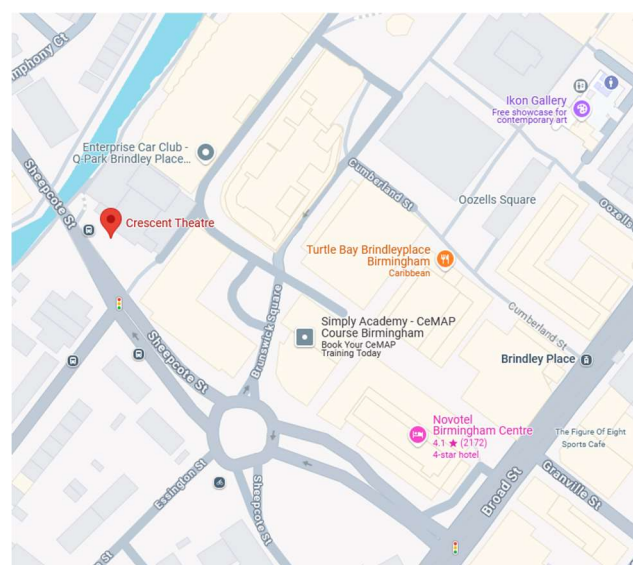 mphony Ct
Ikon Gallery
Free showcase for
contemporary art
Enterprise Car Club -
Q-Park Brindley Place...
Sheepcote St
Cumberland St
Oozells Square
Oozells
Crescent Theatre
Turtle Bay Brindleyplace
Birmingham
Caribbean
Brunswick Square
Simply Academy - CeMAP
Course Birmingham
Book Your CeMAP
Training Today
Cumberland St
Brindley Place
Sheepcote St
Novotel
Birmingham Centre
4.1 ★ (2172)
4-star hotel
The Figure Of Eight
Sports Cafe
Essington St
Sheepcote St
Broad St
Granville St
n St